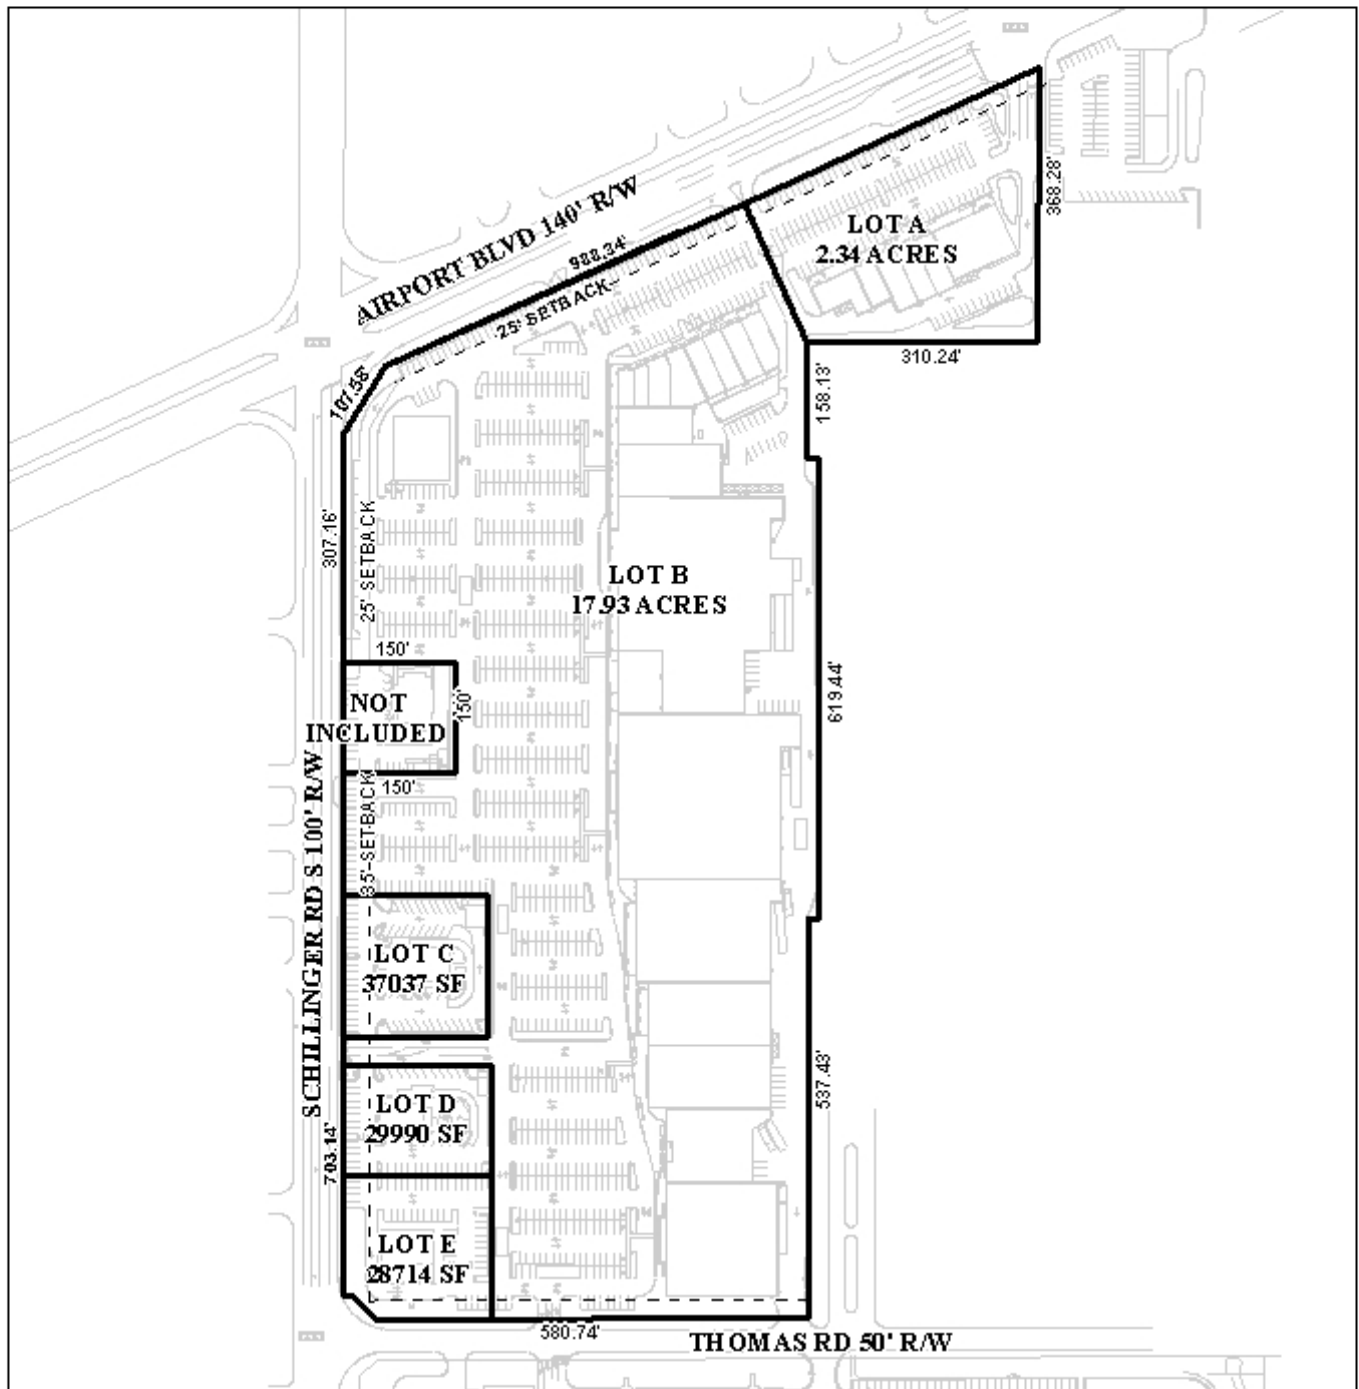 AIRPORT BLVD 140' R/W
988.34'
25' SETBACK
LOT A
2.34 ACRES
368.28'
310.24'
158.13'
101.58'
307.16'
25' SETBACK
LOT B
17.93 ACRES
150'
NOT
INCLUDED
150'
150'
619.44'
SCHILLINGER RD S 100' R/W
35' SETBACK
LOT C
37037 SF
LOT D
29990 SF
703.14'
537.43'
LOT E
28714 SF
580.74'
THOMAS RD 50' R/W